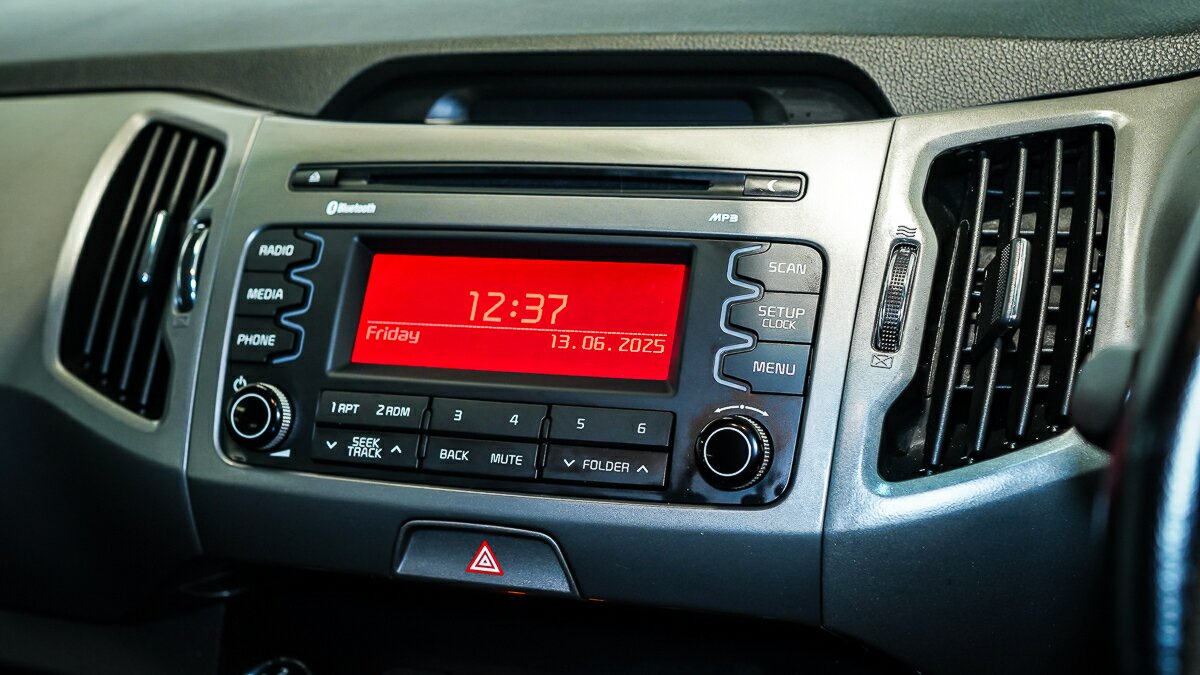 Bluetooth
MP3
RADIO
MEDIA
PHONE
12:37
Friday 13.06.2025
SCAN
SETUP
CLOCK
MENU
1 RPT 2 RDM 3 4 5 6
SEEK
TRACK
BACK MUTE
FOLDER